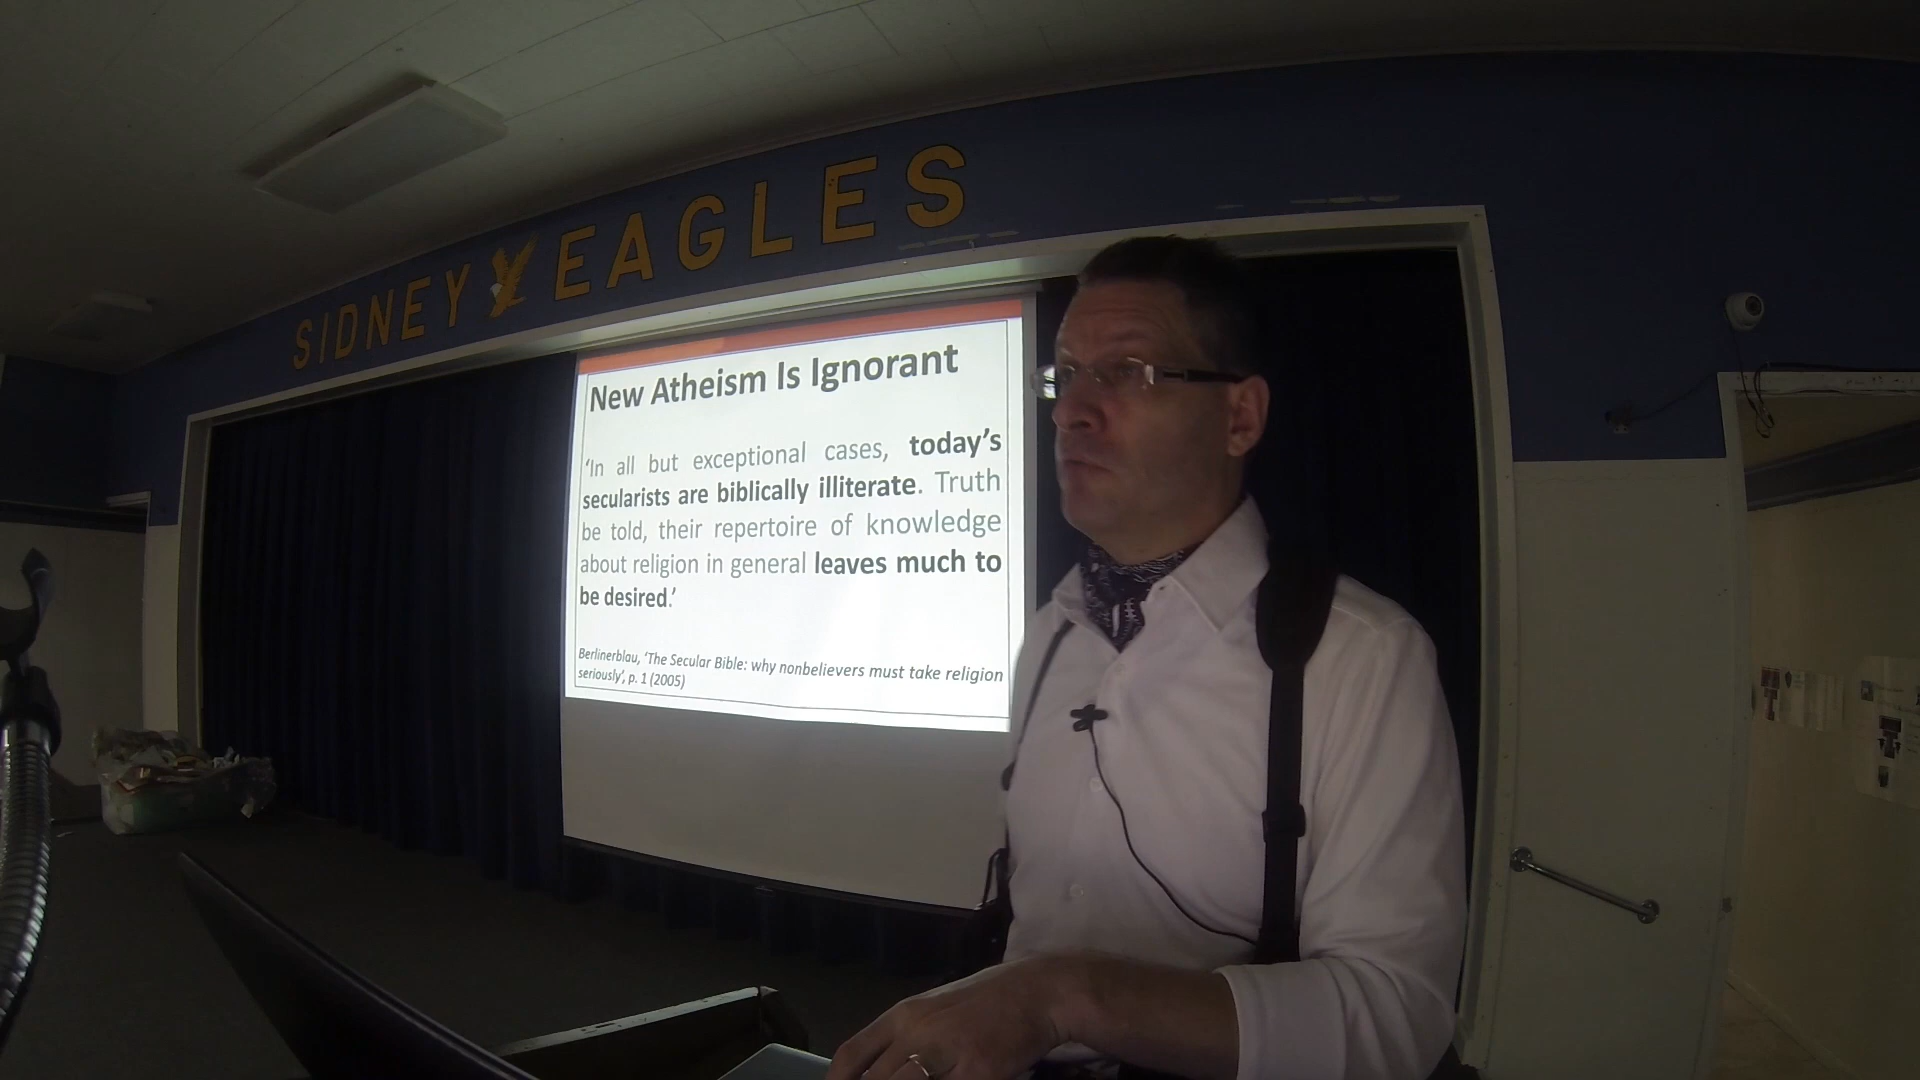 SIDNEY EAGLES
New Atheism Is Ignorant
‘In all but exceptional cases, today’s
secularists are biblically illiterate. Truth
be told, their repertoire of knowledge
about religion in general leaves much to
be desired.’
Berlinerblau, ‘The Secular Bible: why nonbelievers must take religion
seriously’, p. 1 (2005)